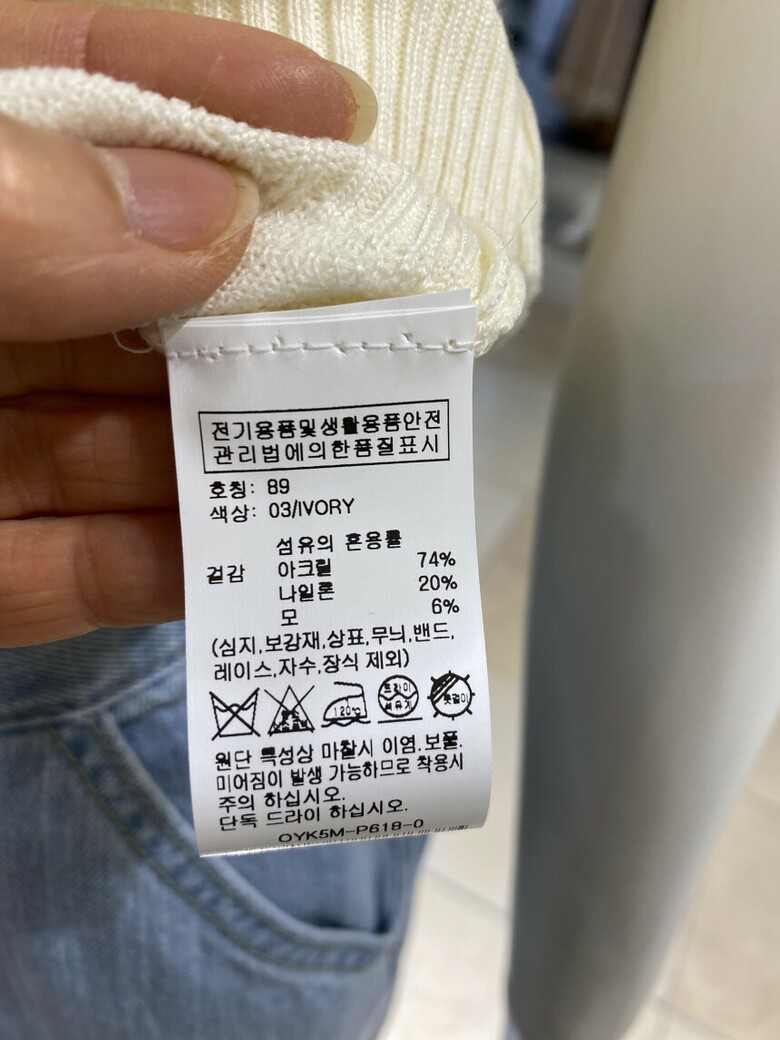 전기용품및생활용품안전
관리법에의한품질표시
호칭: 89
색상: 03/IVORY
섬유의 혼용률
겉감 아크릴 74%
나일론 20%
모 6%
(심지,보강재,상표,무늬,밴드,
레이스,자수,장식 제외)
120℃ 드라이 석유계 옷걸이
원단 특성상 마찰시 이염.보풀.
미어짐이 발생 가능하므로 착용시
주의 하십시오.
단독 드라이 하십시오.
OYK5M-P618-0